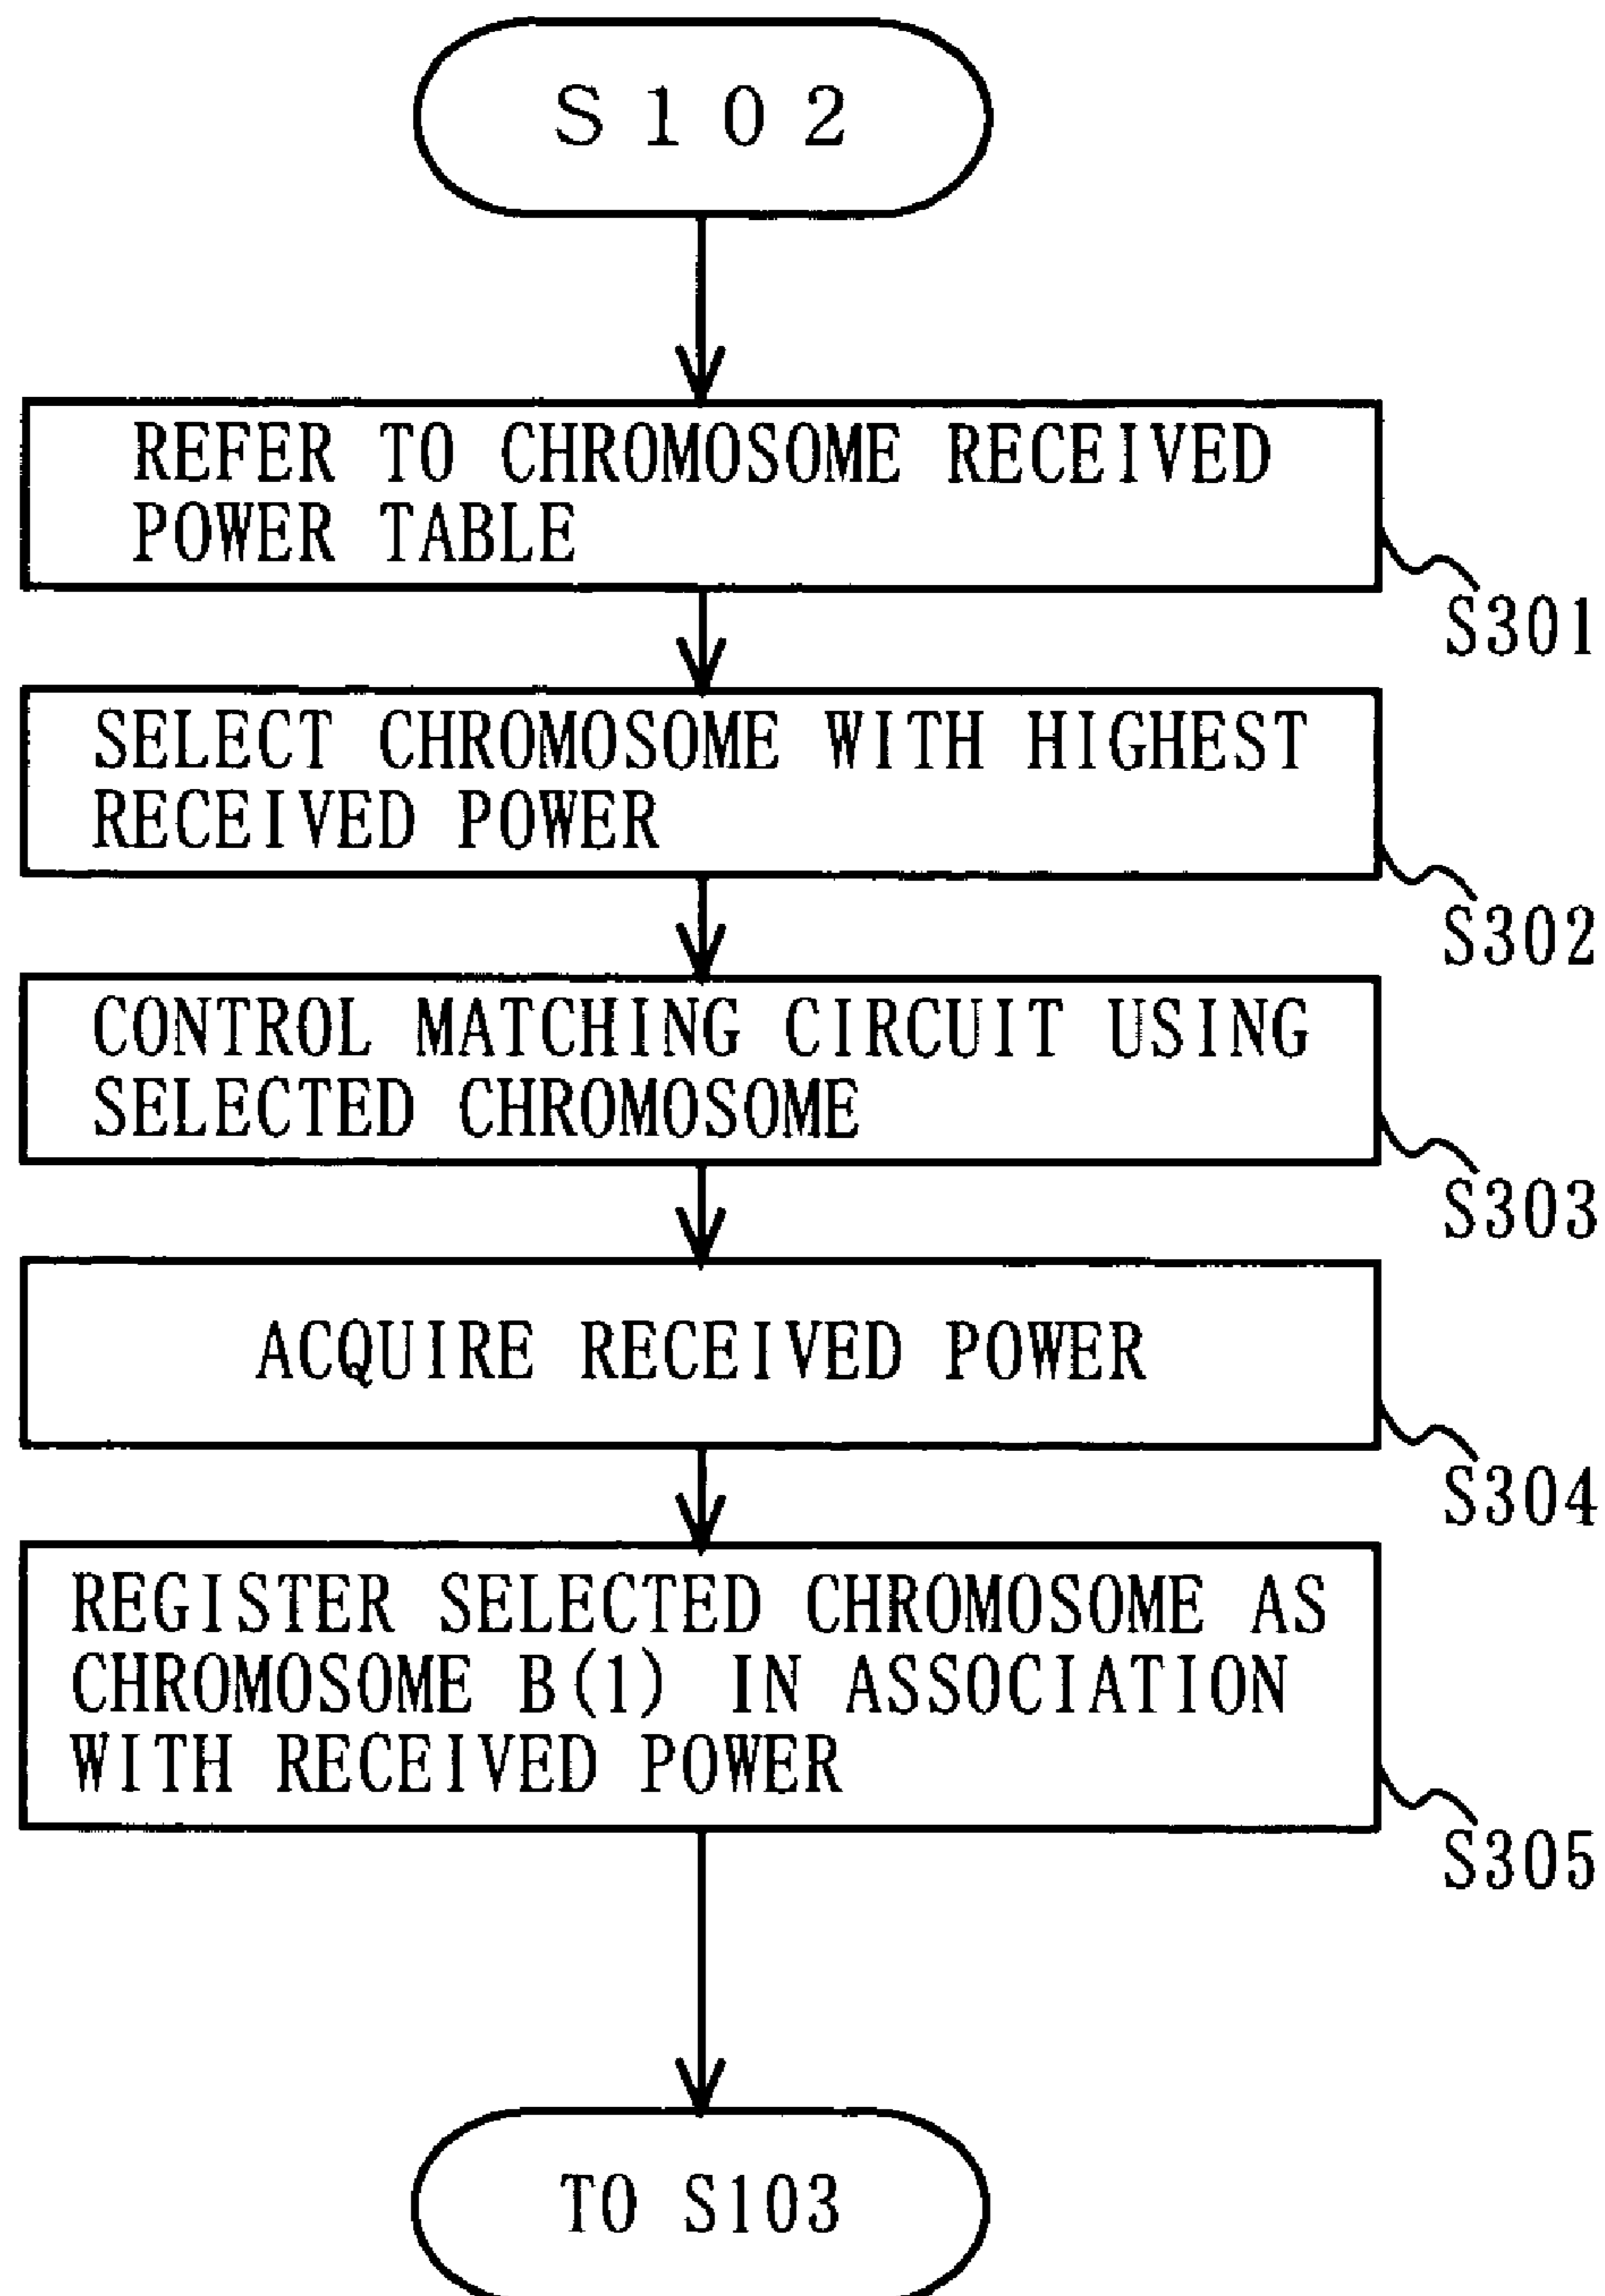 S102
REFER TO CHROMOSOME RECEIVED
POWER TABLE
S301
SELECT CHROMOSOME WITH HIGHEST
RECEIVED POWER
S302
CONTROL MATCHING CIRCUIT USING
SELECTED CHROMOSOME
S303
ACQUIRE RECEIVED POWER
S304
REGISTER SELECTED CHROMOSOME AS
CHROMOSOME B(1) IN ASSOCIATION
WITH RECEIVED POWER
S305
TO S103